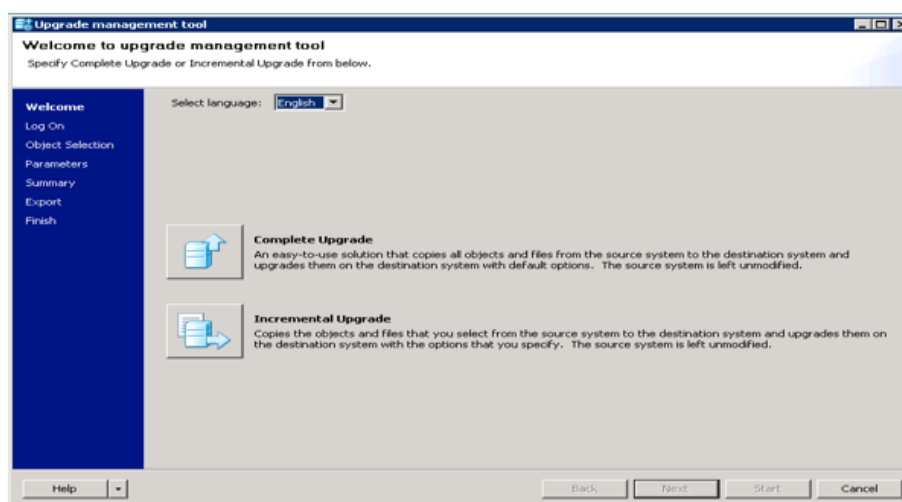 Upgrade management tool
Welcome to upgrade management tool
Specify Complete Upgrade or Incremental Upgrade from below.
Welcome
Log On
Object Selection
Parameters
Summary
Export
Finish
Select language: English
Complete Upgrade
An easy-to-use solution that copies all objects and files from the source system to the destination system and
upgrades them on the destination system with default options. The source system is left unmodified.
Incremental Upgrade
Copies the objects and files that you select from the source system to the destination system and upgrades them on
the destination system with the options that you specify. The source system is left unmodified.
Help
Back
Next
Start
Cancel